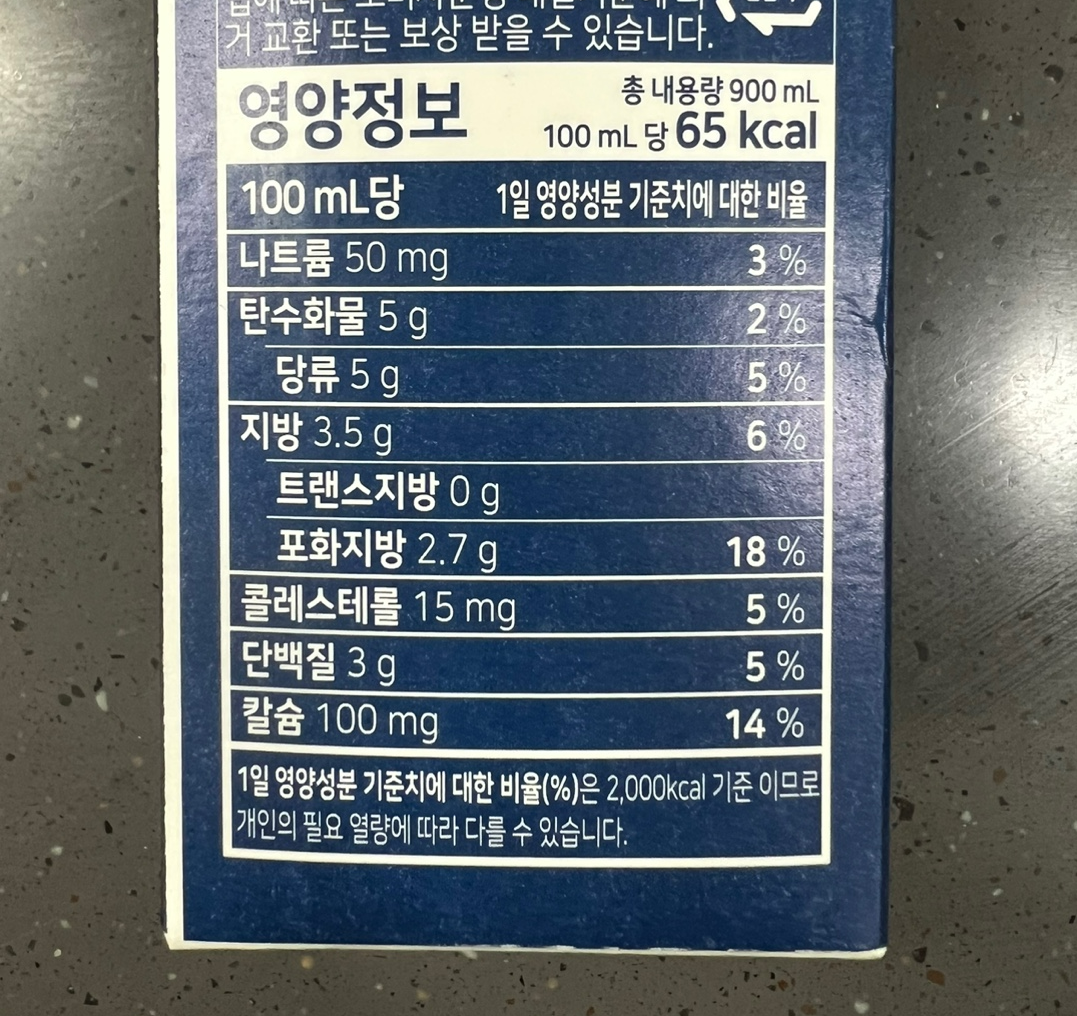 거 교환 또는 보상 받을 수 있습니다.
영양정보
총 내용량 900 mL
100 mL 당 65 kcal
100 mL당 1일 영양성분 기준치에 대한 비율
나트륨 50 mg 3 %
탄수화물 5 g 2 %
당류 5 g 5 %
지방 3.5 g 6 %
트랜스지방 0 g
포화지방 2.7 g 18 %
콜레스테롤 15 mg 5 %
단백질 3 g 5 %
칼슘 100 mg 14 %
1일 영양성분 기준치에 대한 비율(%)은 2,000kcal 기준 이므로
개인의 필요 열량에 따라 다를 수 있습니다.